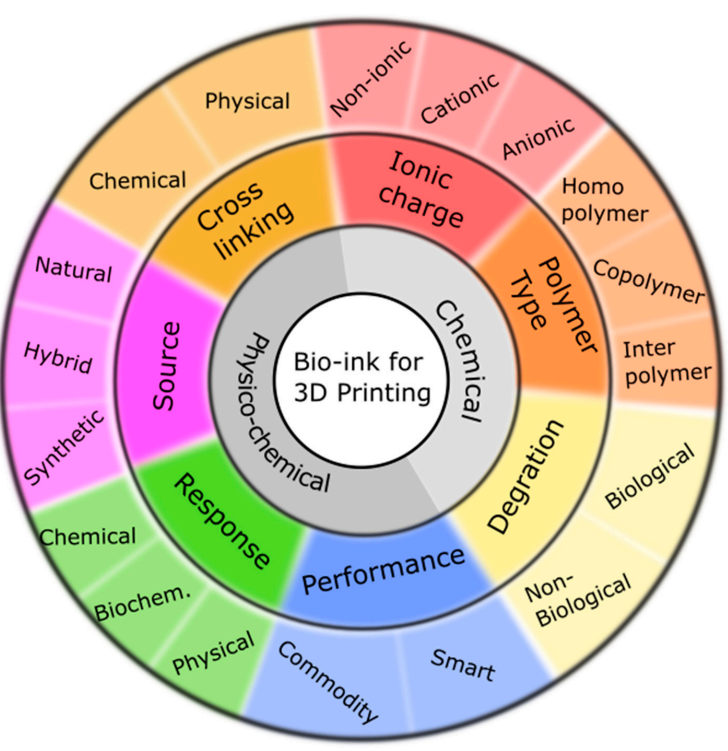 Bio-ink for
3D Printing
Chemical
Physico-chemical
Ionic
charge
Non-ionic
Cationic
Anionic
Polymer
Type
Homo
polymer
Copolymer
Inter
polymer
Degration
Biological
Non-
Biological
Performance
Smart
Commodity
Response
Physical
Biochem.
Chemical
Source
Synthetic
Hybrid
Natural
Cross
linking
Chemical
Physical